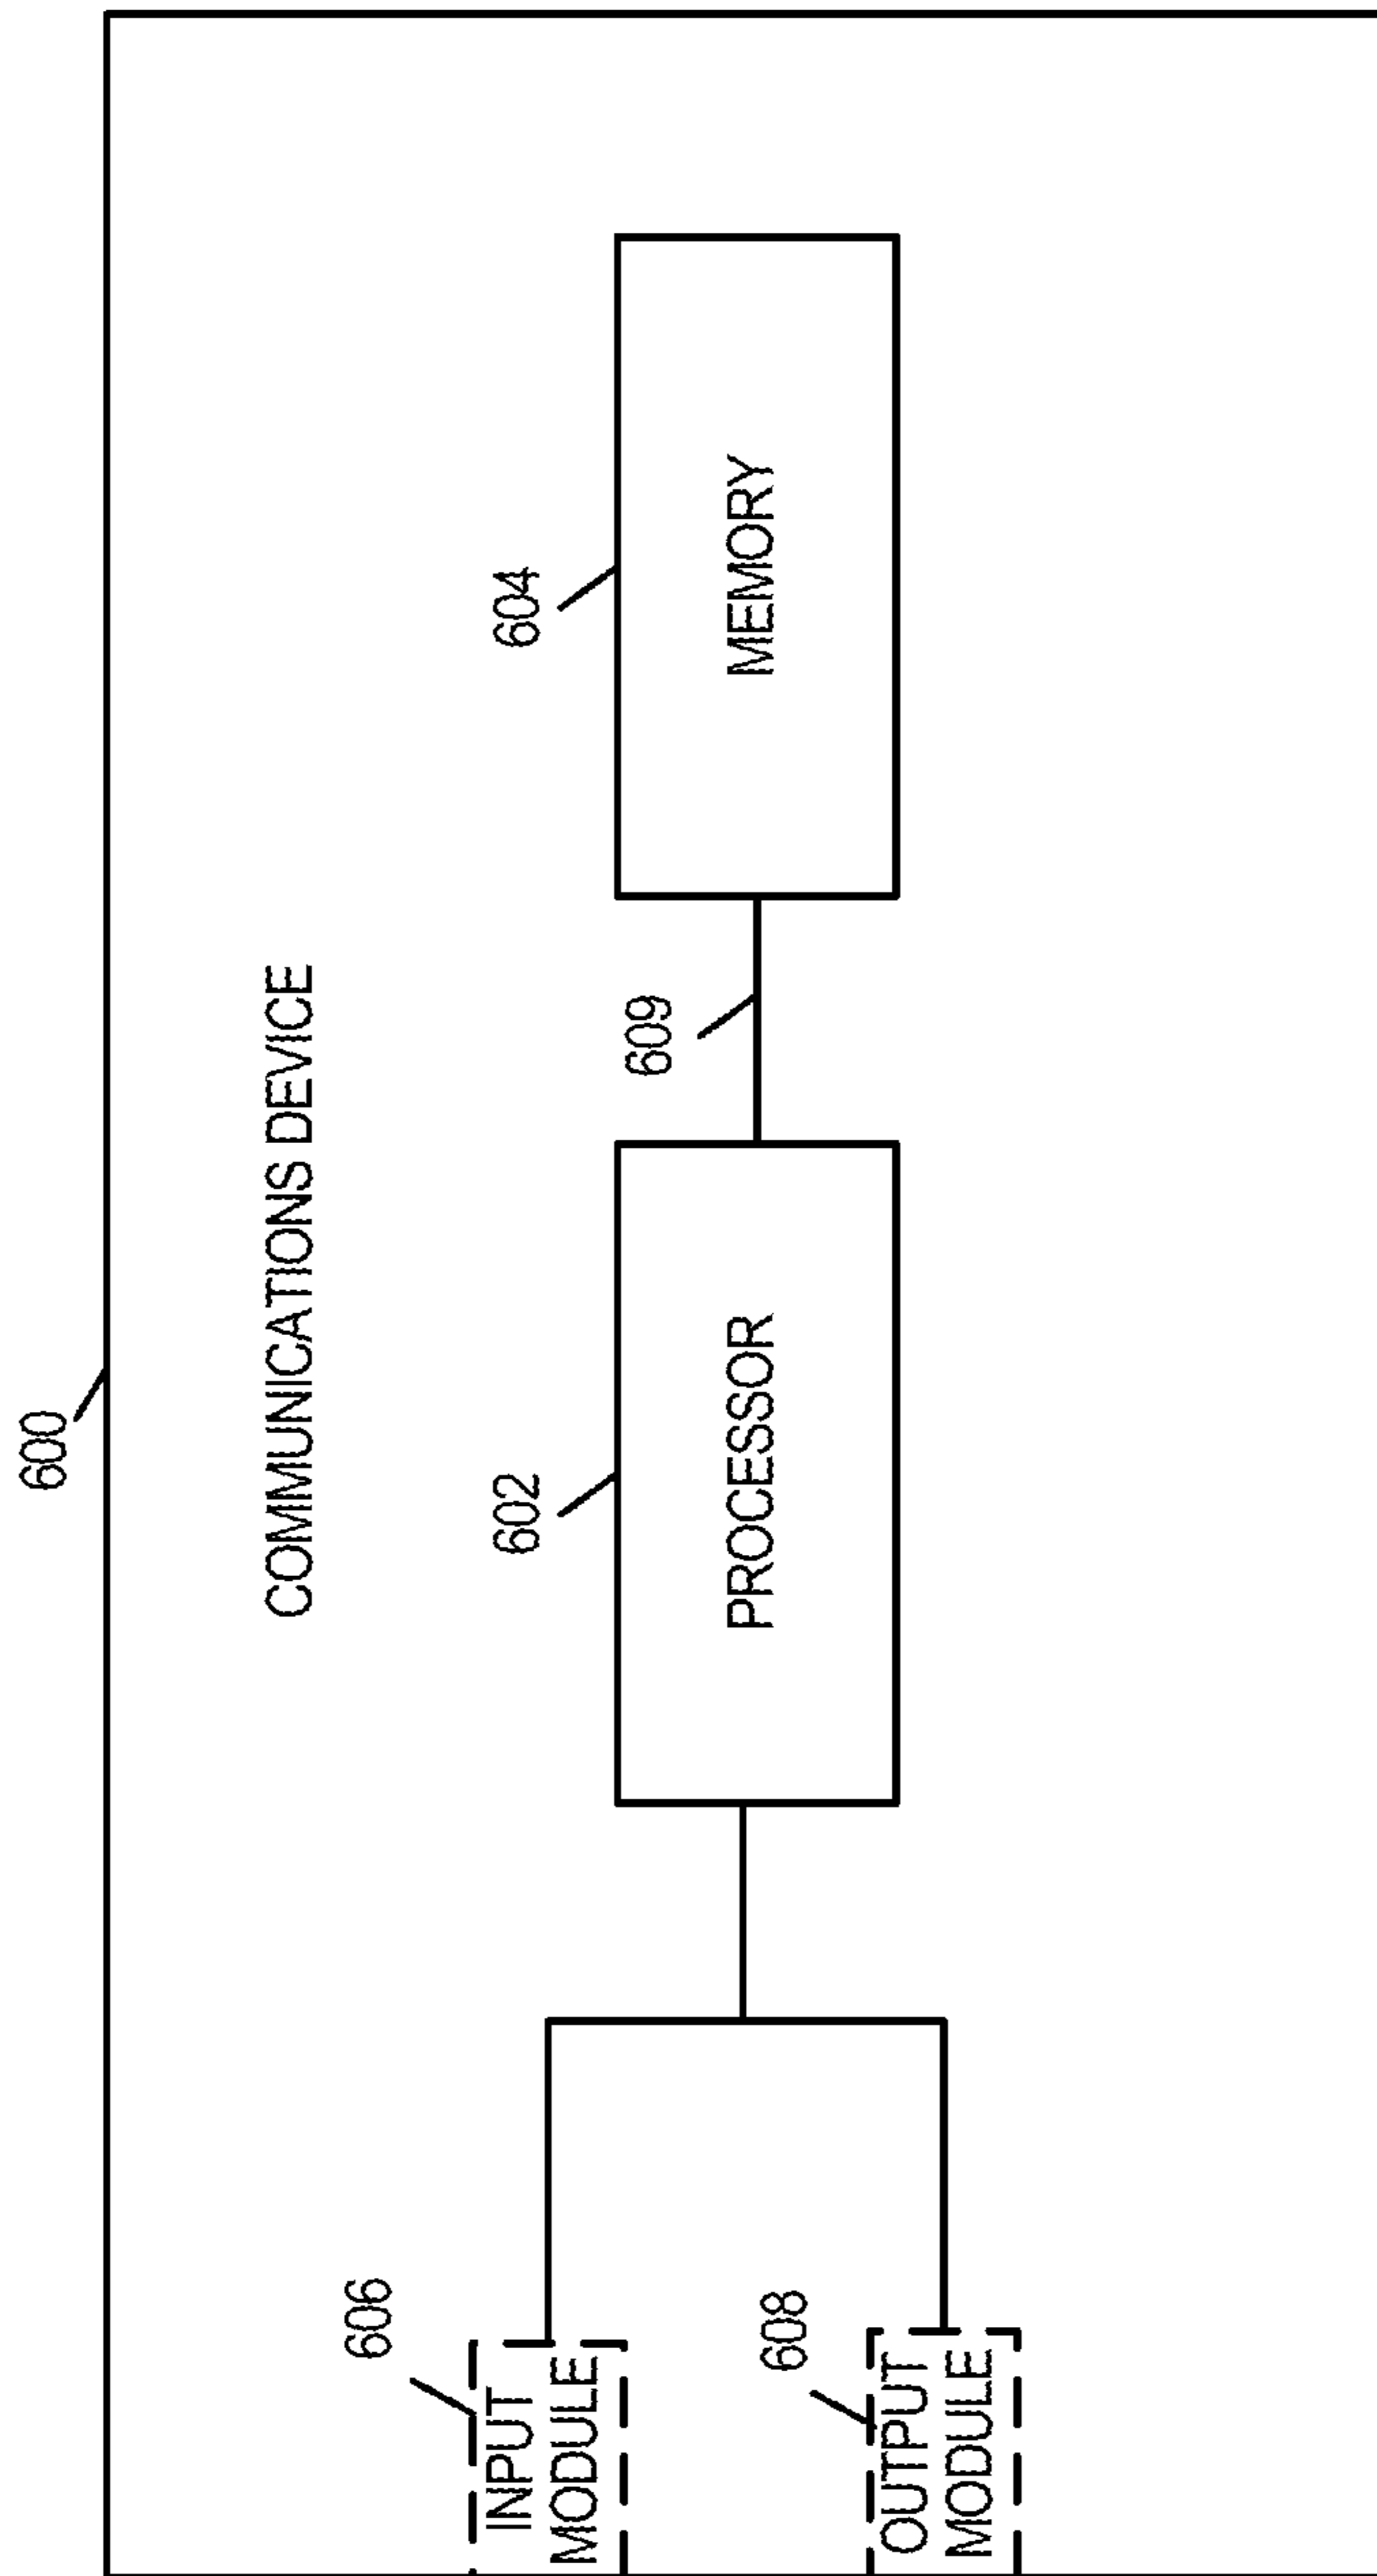 600
COMMUNICATIONS DEVICE
606
INPUT
MODULE
602
PROCESSOR
609
604
MEMORY
608
OUTPUT
MODULE